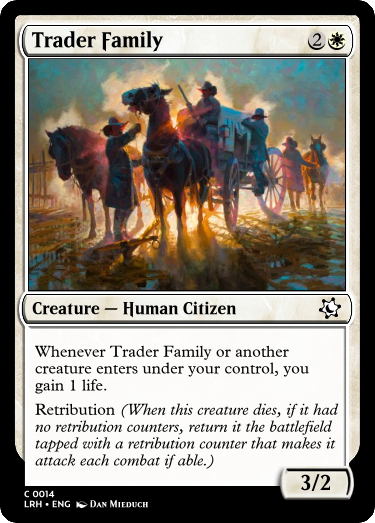 Trader Family 2
Creature — Human Citizen
Whenever Trader Family or another
creature enters under your control, you
gain 1 life.
Retribution (When this creature dies, if it had
no retribution counters, return it the battlefield
tapped with a retribution counter that makes it
attack each combat if able.)
3/2
C 0014
LRH • ENG Dan Mieduch